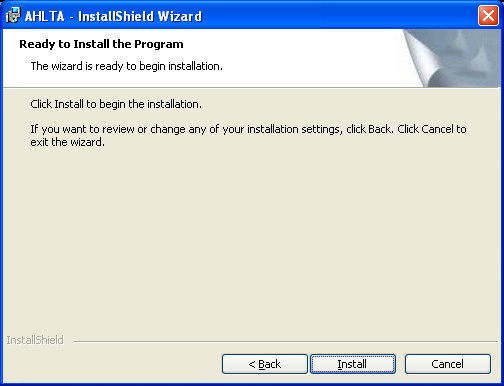 AHLTA - InstallShield Wizard
Ready to Install the Program
The wizard is ready to begin installation.
Click Install to begin the installation.
If you want to review or change any of your installation settings, click Back. Click Cancel to
exit the wizard.
InstallShield
< Back
Install
Cancel